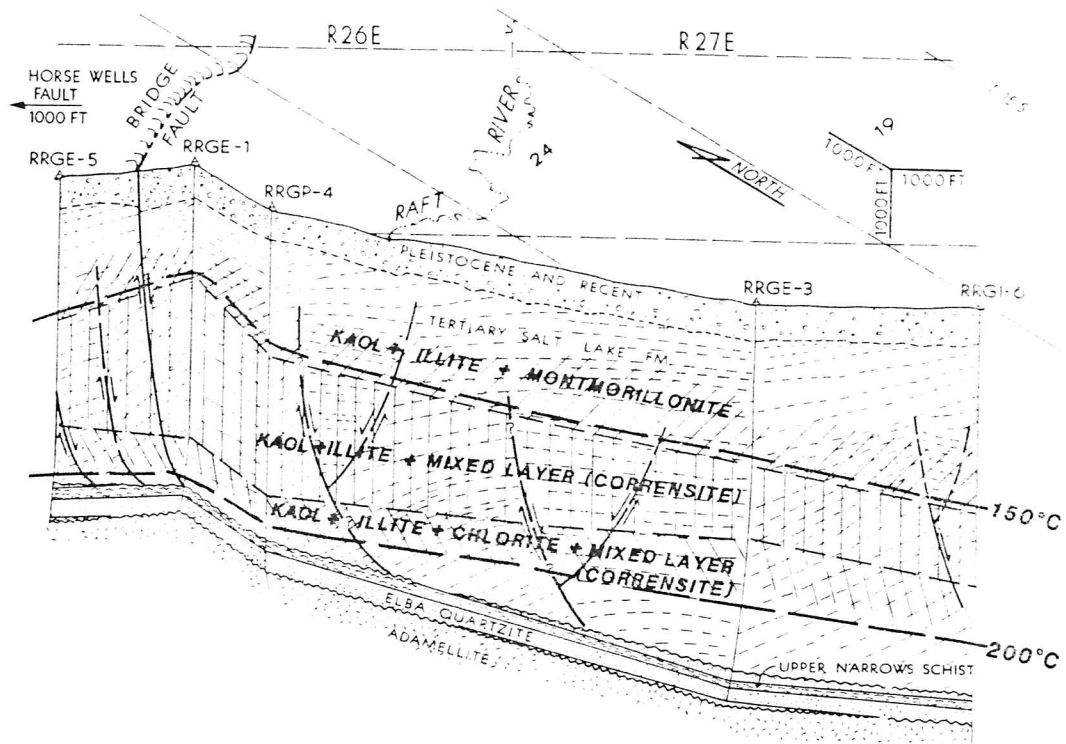 R26E
R27E
HORSE WELLS
FAULT
1000 FT
BRIDGE
FAULT
RIVER
24
19
NORTH
1000 FT
1000 FT
1000 FT
RRGE-5
RRGE-1
RRGP-4
RAFT
PLEISTOCENE AND RECENT
RRGE-3
RRGI-6
TERTIARY SALT LAKE FM.
KAOL + ILLITE + MONTMORILLONITE
KAOL + ILLITE + MIXED LAYER (CORRENSITE)
150°C
KAOL + ILLITE + CHLORITE + MIXED LAYER
(CORRENSITE)
200°C
ELBA QUARTZITE
ADAMELLITE
UPPER NARROWS SCHIST